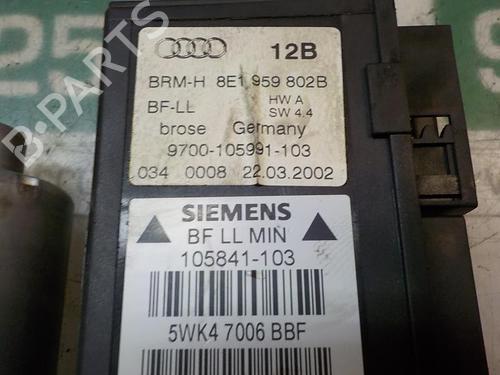 12B
BRM-H 8E1 959 802B
BF-LL HW A
SW 4.4
brose Germany
9700-105991-103
034 0008 22.03.2002
SIEMENS
BF LL MIN
105841-103
5WK4 7006 BBF
B-PARTS